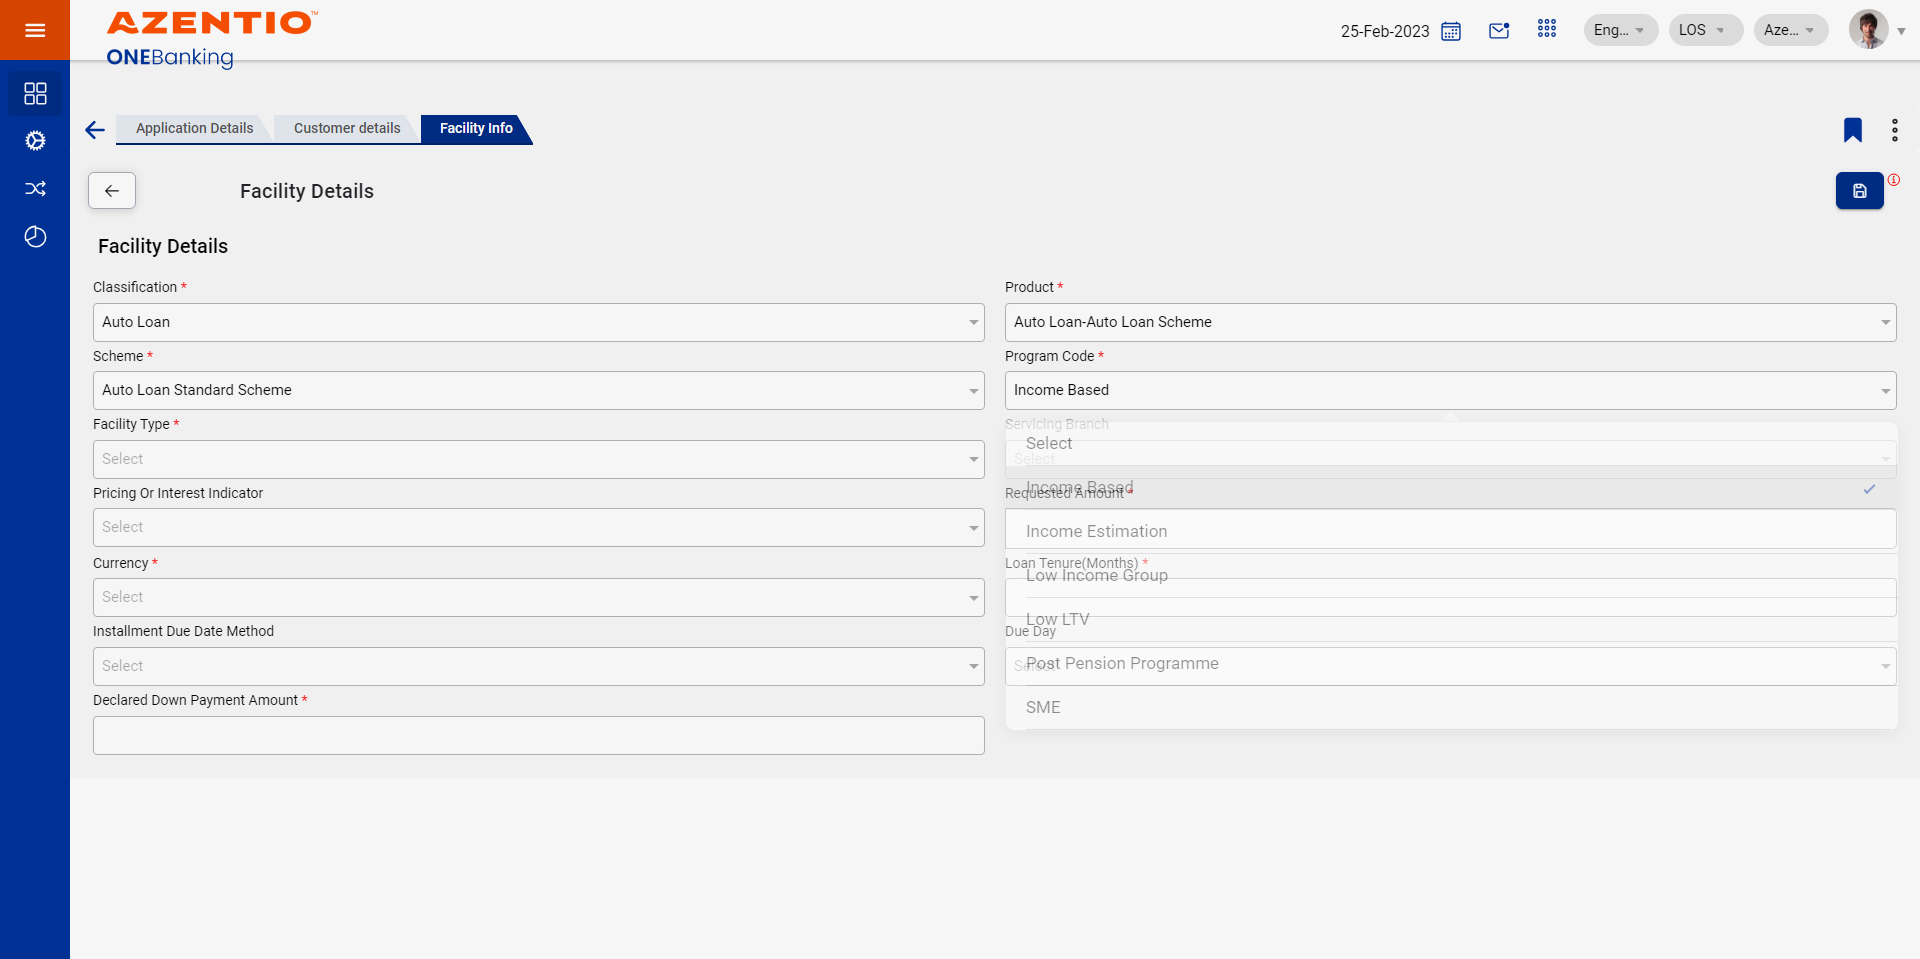 AZENTIO™
ONEBanking
25-Feb-2023
Eng...
LOS
Aze...
Application Details
Customer details
Facility Info
Facility Details
Facility Details
Classification *
Product *
Auto Loan
Auto Loan-Auto Loan Scheme
Scheme *
Program Code *
Auto Loan Standard Scheme
Income Based
Facility Type *
Servicing Branch
Select
Select
Select
Pricing Or Interest Indicator
Requested Amount *
Income Based
Select
Income Estimation
Currency *
Loan Tenure(Months) *
Low Income Group
Select
Low LTV
Installment Due Date Method
Due Day
Select
Select
Post Pension Programme
Declared Down Payment Amount *
SME